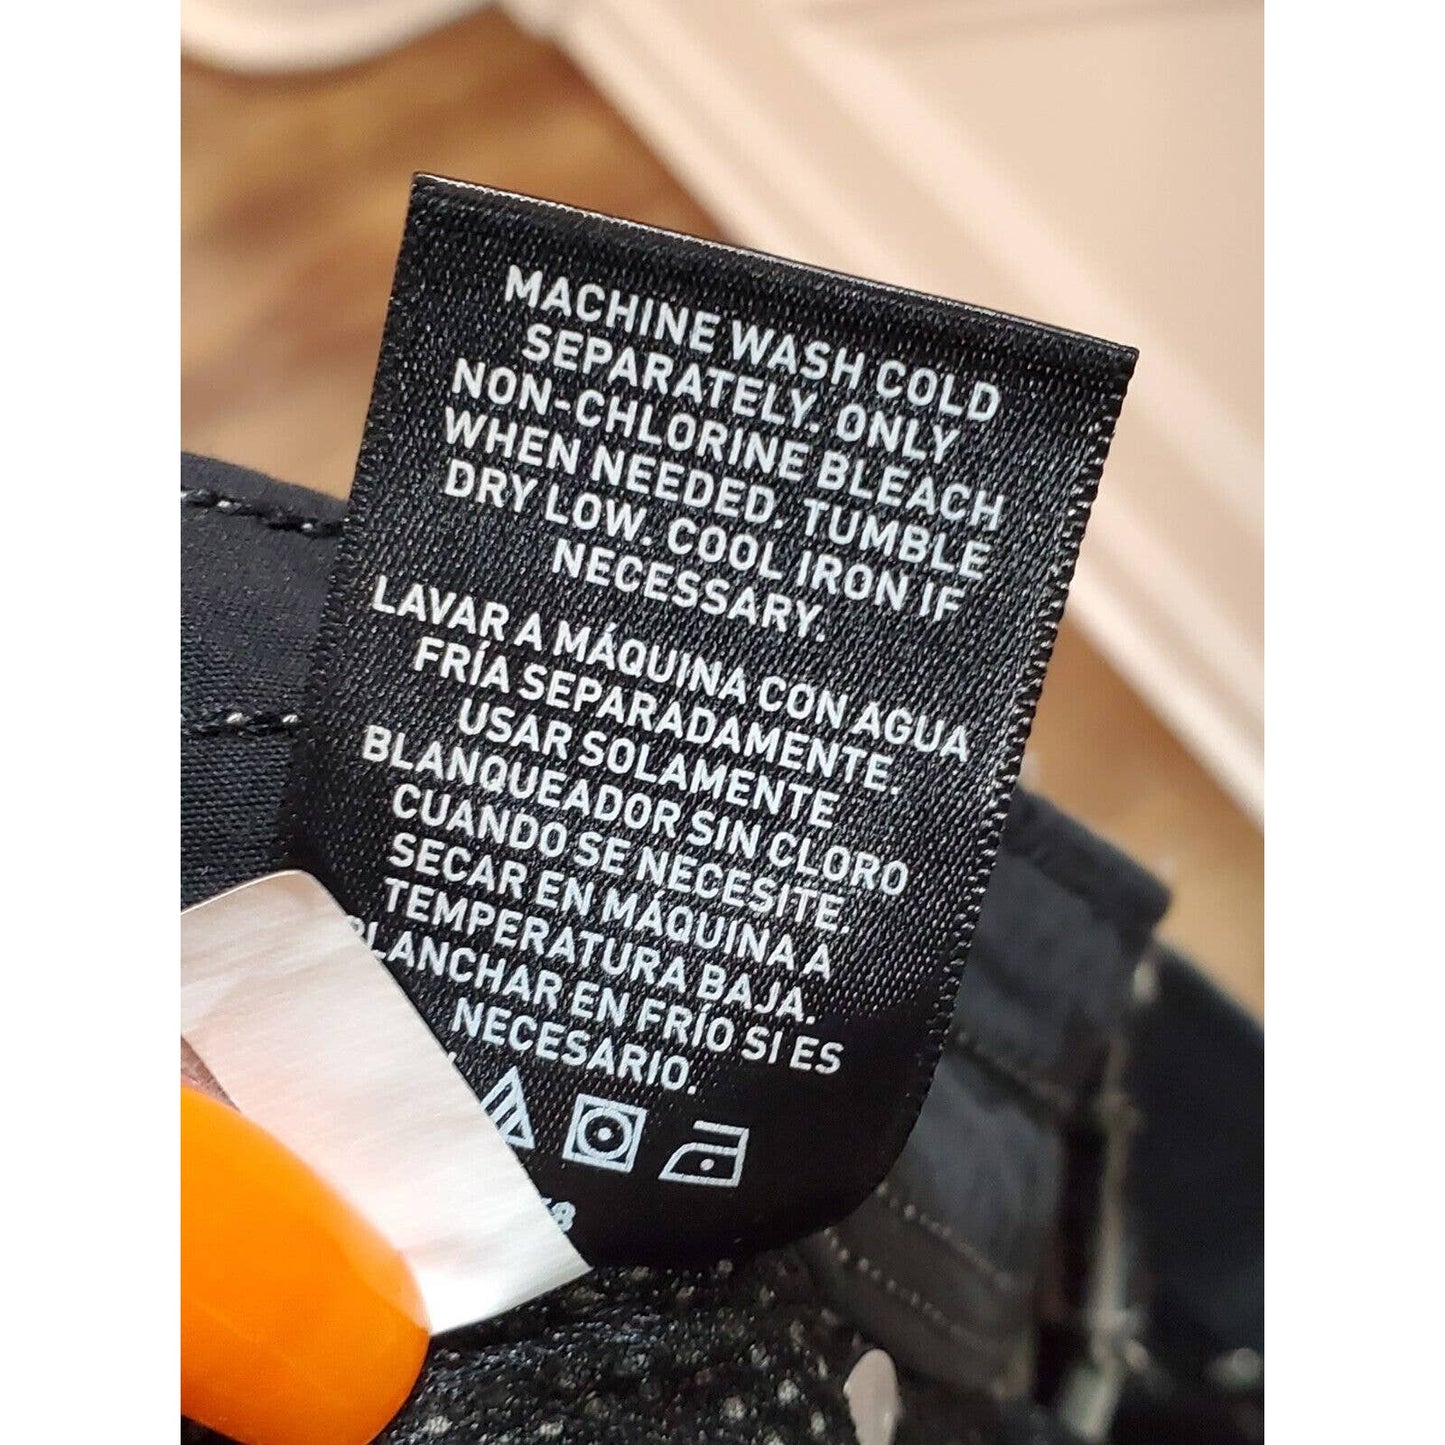 MACHINE WASH COLD
SEPARATELY. ONLY
NON-CHLORINE BLEACH
WHEN NEEDED. TUMBLE
DRY LOW. COOL IRON IF
NECESSARY.
LAVAR A MÁQUINA CON AGUA
FRÍA SEPARADAMENTE.
USAR SOLAMENTE
BLANQUEADOR SIN CLORO
CUANDO SE NECESITE.
SECAR EN MÁQUINA A
TEMPERATURA BAJA.
PLANCHAR EN FRÍO SI ES
NECESARIO.